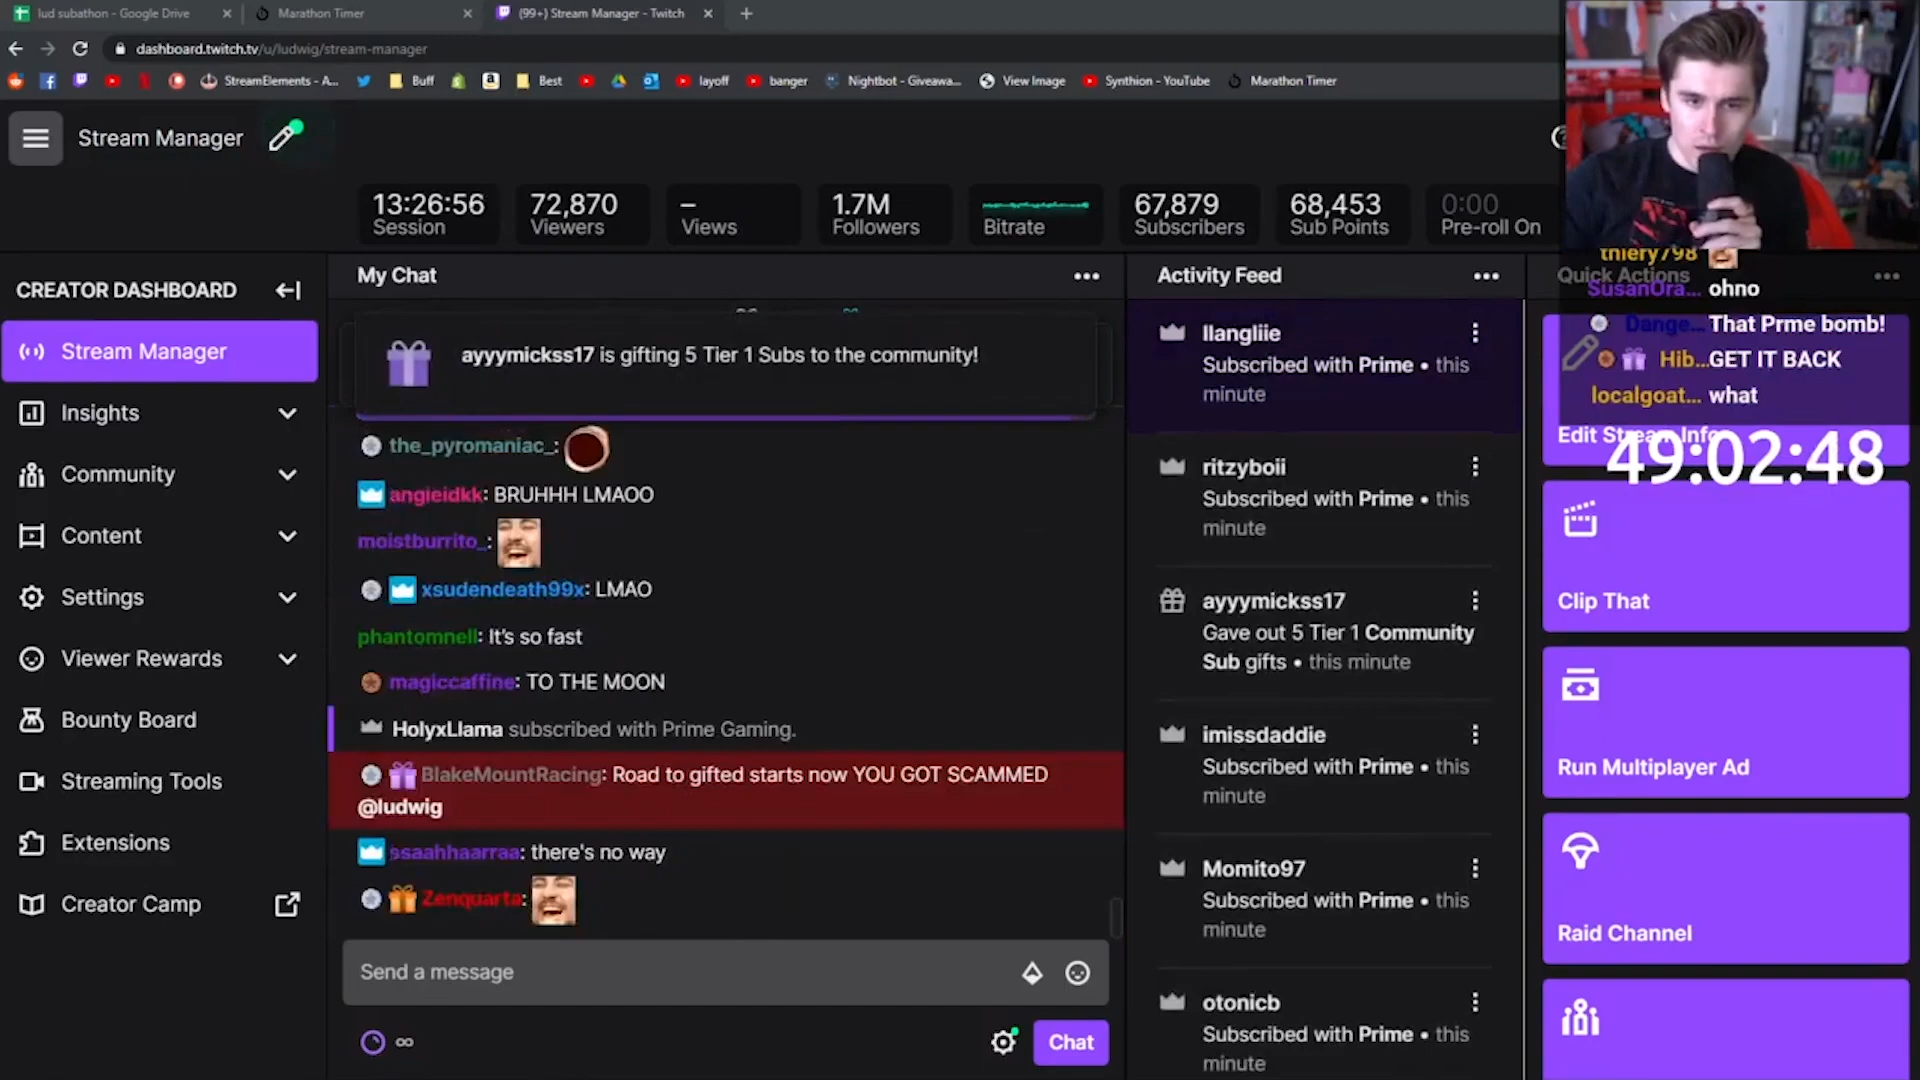 lud subathon - Google Drive
Marathon Timer
(99+) Stream Manager - Twitch
dashboard.twitch.tv/u/ludwig/stream-manager
StreamElements - A...
Buff
Best
layoff
banger
Nightbot - Giveawa...
View Image
Synthion - YouTube
Marathon Timer
Stream Manager
13:26:56
Session
72,870
Viewers
–
Views
1.7M
Followers
Bitrate
67,879
Subscribers
68,453
Sub Points
0:00
Pre-roll On
CREATOR DASHBOARD
Stream Manager
Insights
Community
Content
Settings
Viewer Rewards
Bounty Board
Streaming Tools
Extensions
Creator Camp
My Chat
ayyymickss17 is gifting 5 Tier 1 Subs to the community!
the_pyromaniac_:
angieidkk: BRUHHH LMAOO
moistburrito_:
xsudendeath99x: LMAO
phantomnell: It's so fast
magiccaffine: TO THE MOON
HolyxLlama subscribed with Prime Gaming.
BlakeMountRacing: Road to gifted starts now YOU GOT SCAMMED
@ludwig
ssaahhaarraa: there's no way
Zenquarta:
Send a message
∞
Chat
Activity Feed
llangliie
Subscribed with Prime • this
minute
ritzyboii
Subscribed with Prime • this
minute
ayyymickss17
Gave out 5 Tier 1 Community
Sub gifts • this minute
imissdaddie
Subscribed with Prime • this
minute
Momito97
Subscribed with Prime • this
minute
otonicb
Subscribed with Prime • this
minute
thiery798
Quick Actions
SusanOra... ohno
Dange... That Prme bomb!
Hib... GET IT BACK
localgoat... what
Edit Stream Info
49:02:48
Clip That
Run Multiplayer Ad
Raid Channel